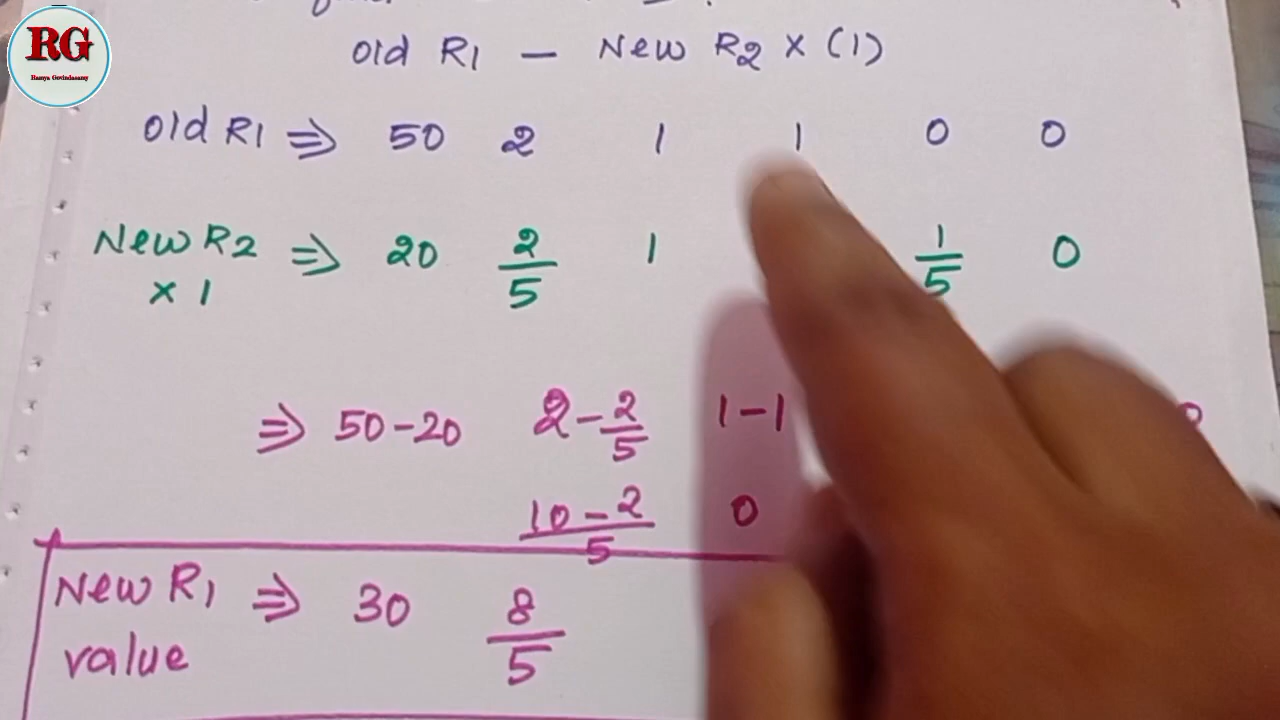 RG
Ramya Govindasamy
Old R1 – New R2 × (1)
Old R1 ⇒ 50 2 1 1 0 0
New R2 × 1 ⇒ 20 2/5 1 1/5 0
⇒ 50-20 2-2/5 1-1
10-2/5 0
New R1 value ⇒ 30 8/5